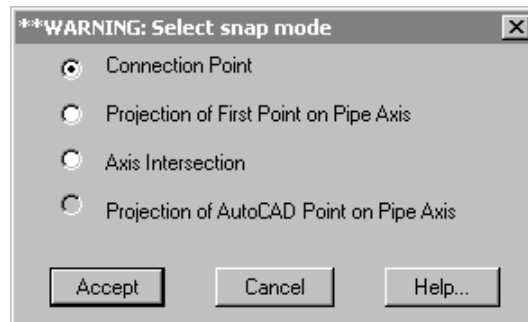 **WARNING: Select snap mode
Connection Point
Projection of First Point on Pipe Axis
Axis Intersection
Projection of AutoCAD Point on Pipe Axis
Accept Cancel Help...